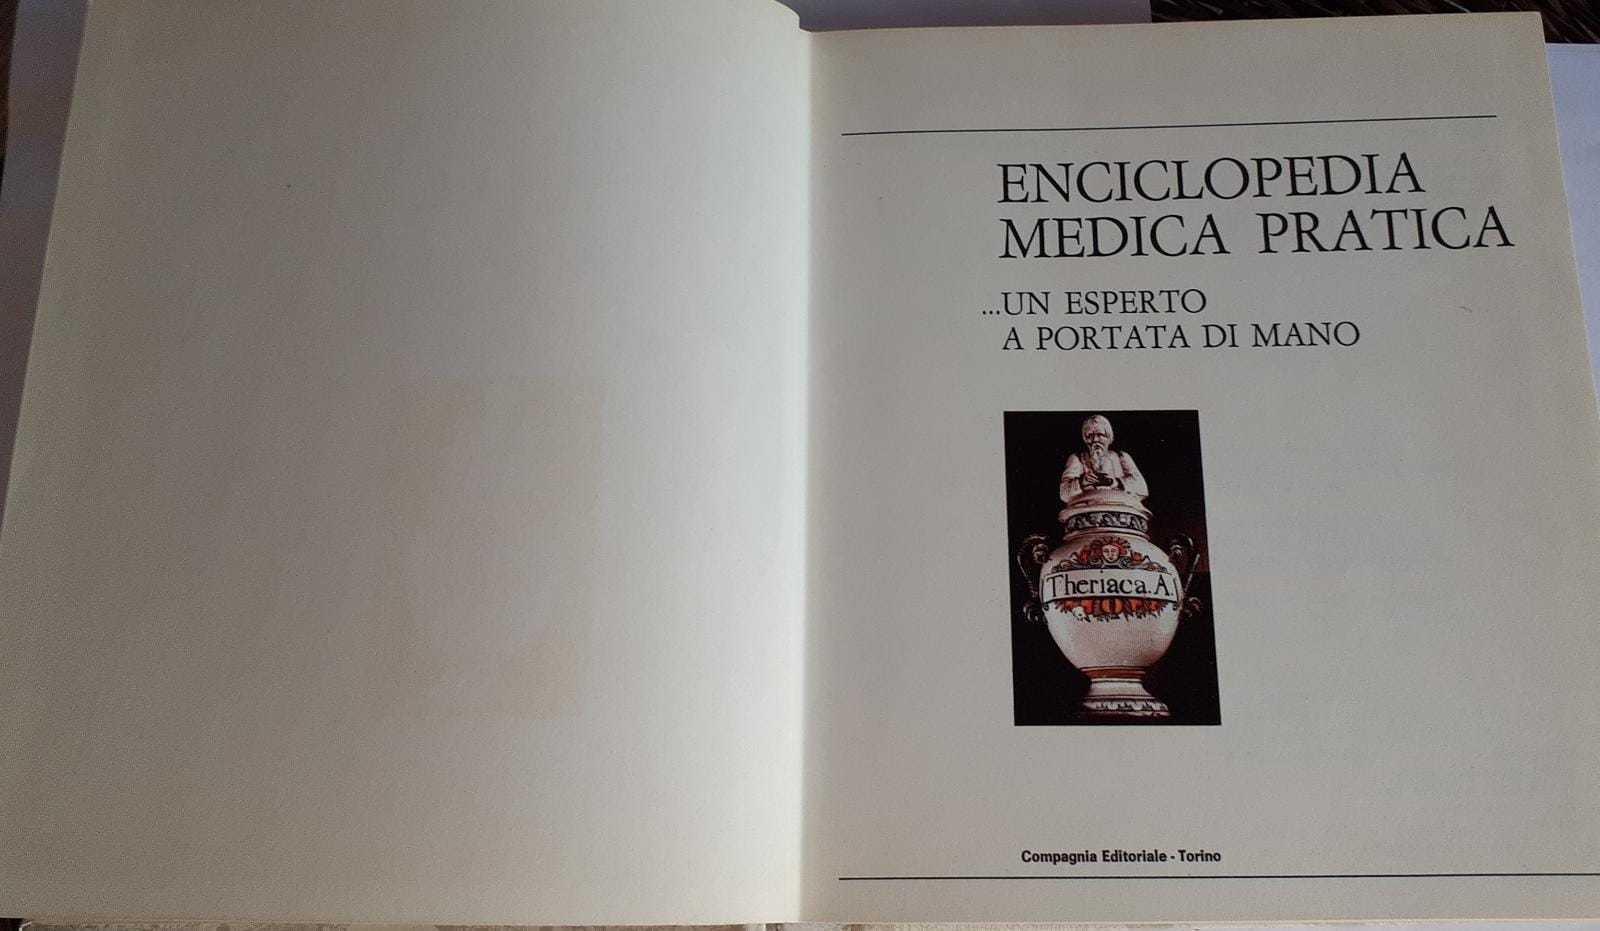 ENCICLOPEDIA
MEDICA PRATICA
...UN ESPERTO
A PORTATA DI MANO
Theriaca.A.
Compagnia Editoriale - Torino